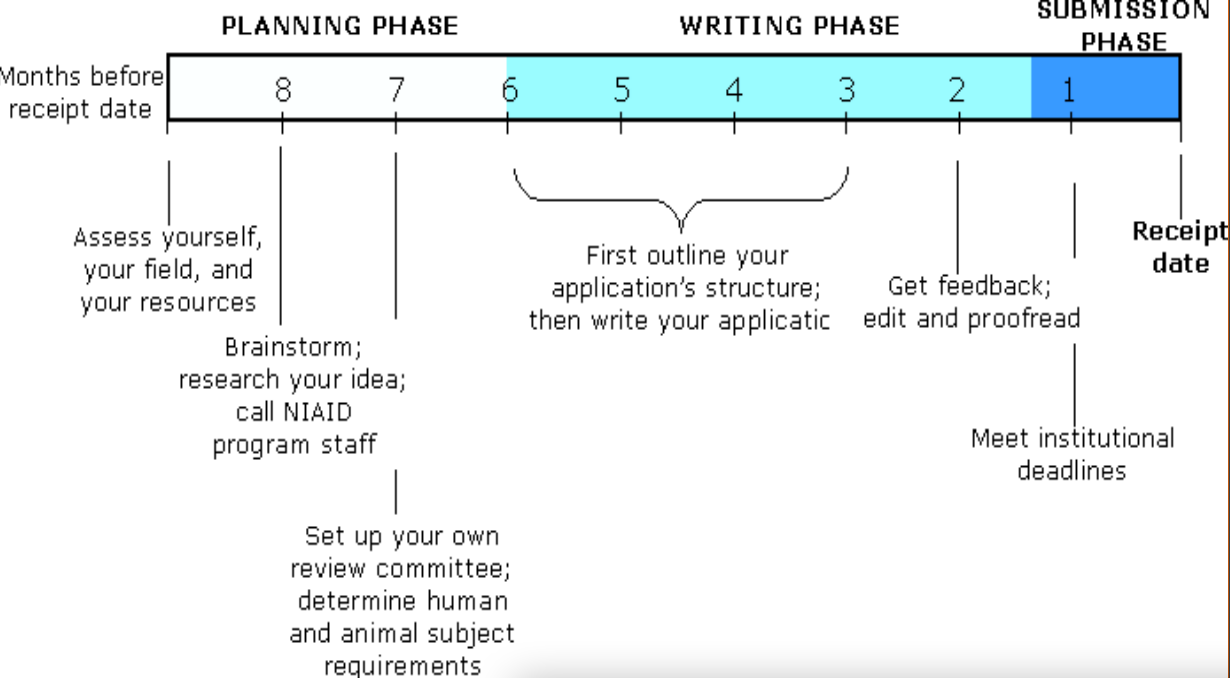 PLANNING PHASE
WRITING PHASE
SUBMISSION
PHASE
Months before
receipt date
8 7 6 5 4 3 2 1
Assess yourself,
your field, and
your resources
Brainstorm;
research your idea;
call NIAID
program staff
Set up your own
review committee;
determine human
and animal subject
requirements
First outline your
application's structure;
then write your applicatic
Get feedback;
edit and proofread
Meet institutional
deadlines
Receipt
date